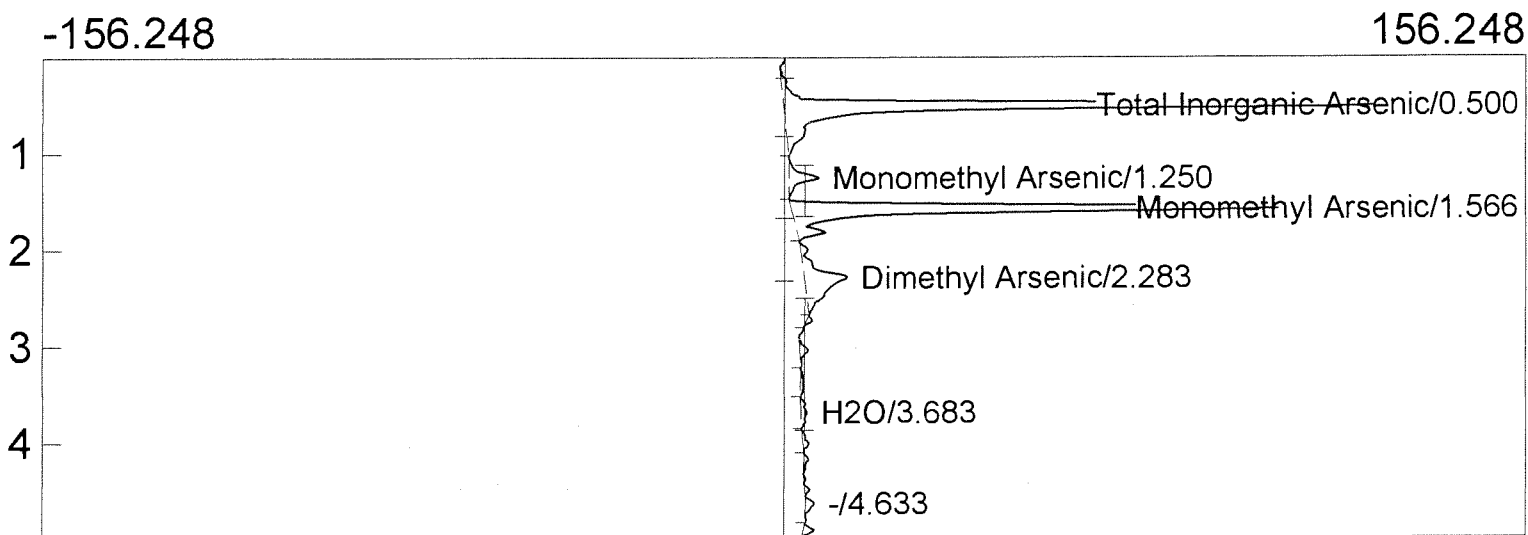 -156.248 156.248
Total Inorganic Arsenic/0.500
1
Monomethyl Arsenic/1.250
Monomethyl Arsenic/1.566
2
Dimethyl Arsenic/2.283
3
H2O/3.683
4
-/4.633